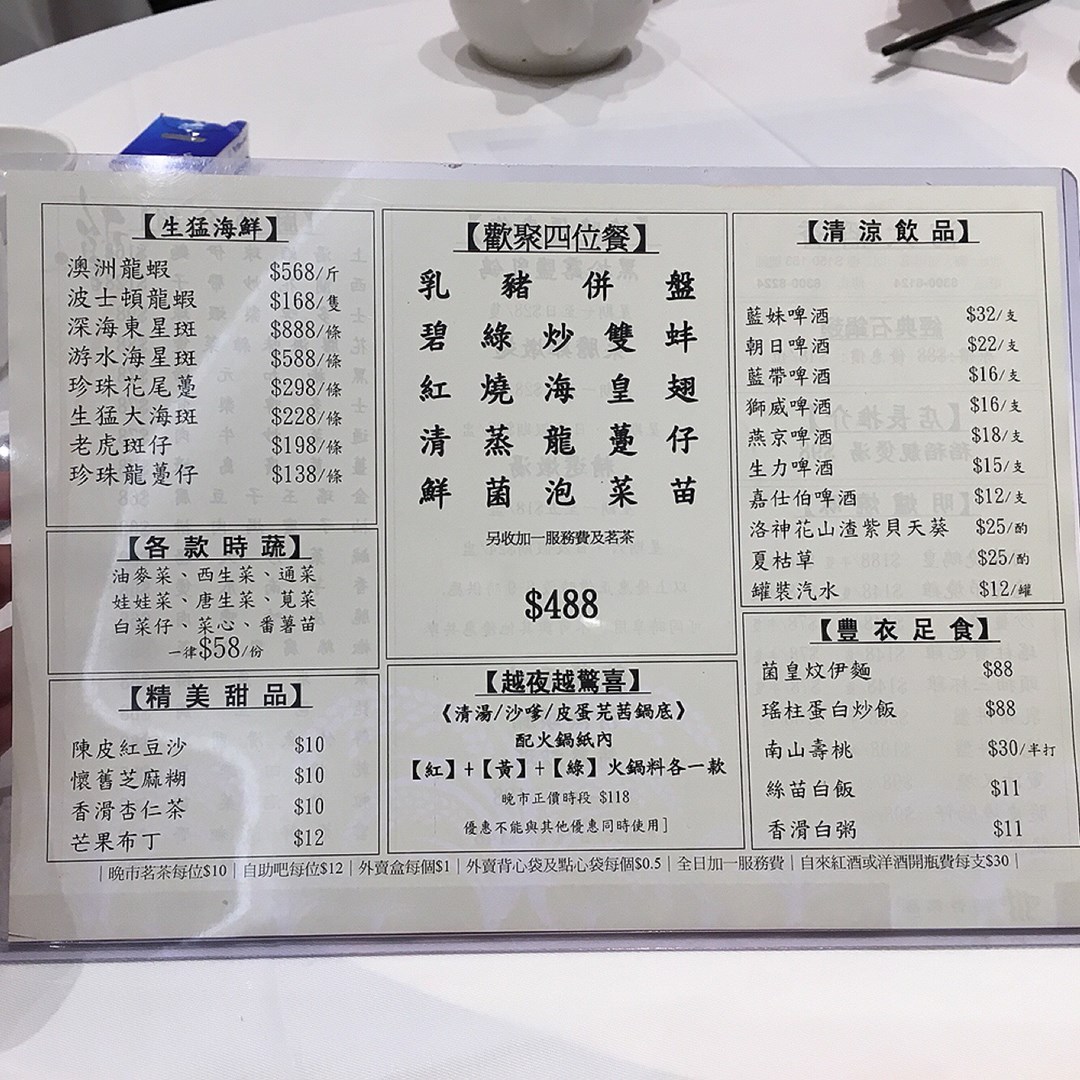 【生猛海鮮】
澳洲龍蝦 $568/斤
波士頓龍蝦 $168/隻
深海東星斑 $888/條
游水海星斑 $588/條
珍珠花尾躉 $298/條
生猛大海斑 $228/條
老虎斑仔 $198/條
珍珠龍躉仔 $138/條
【各款時蔬】
油麥菜、西生菜、通菜
娃娃菜、唐生菜、莧菜
白菜仔、菜心、番薯苗
一律$58/份
【精美甜品】
陳皮紅豆沙 $10
懷舊芝麻糊 $10
香滑杏仁茶 $10
芒果布丁 $12
【歡聚四位餐】
乳豬併盤
碧綠炒雙蚌
紅燒海皇翅
清蒸龍躉仔
鮮菌泡菜苗
另收加一服務費及茗茶
$488
【越夜越驚喜】
《清湯/沙嗲/皮蛋芫茜鍋底》
配火鍋紙內
【紅】+【黃】+【綠】火鍋料各一款
晚市正價時段 $118
優惠不能與其他優惠同時使用]
【清涼飲品】
藍妹啤酒 $32/支
朝日啤酒 $22/支
藍帶啤酒 $16/支
獅威啤酒 $16/支
燕京啤酒 $18/支
生力啤酒 $15/支
嘉仕伯啤酒 $12/支
洛神花山渣紫貝天葵 $25/酌
夏枯草 $25/酌
罐裝汽水 $12/罐
【豐衣足食】
菌皇炆伊麵 $88
瑤柱蛋白炒飯 $88
南山壽桃 $30/半打
絲苗白飯 $11
香滑白粥 $11
|晚市茗茶每位$10|自助吧每位$12|外賣盒每個$1|外賣背心袋及點心袋每個$0.5|全日加一服務費|自來紅酒或洋酒開瓶費每支$30|